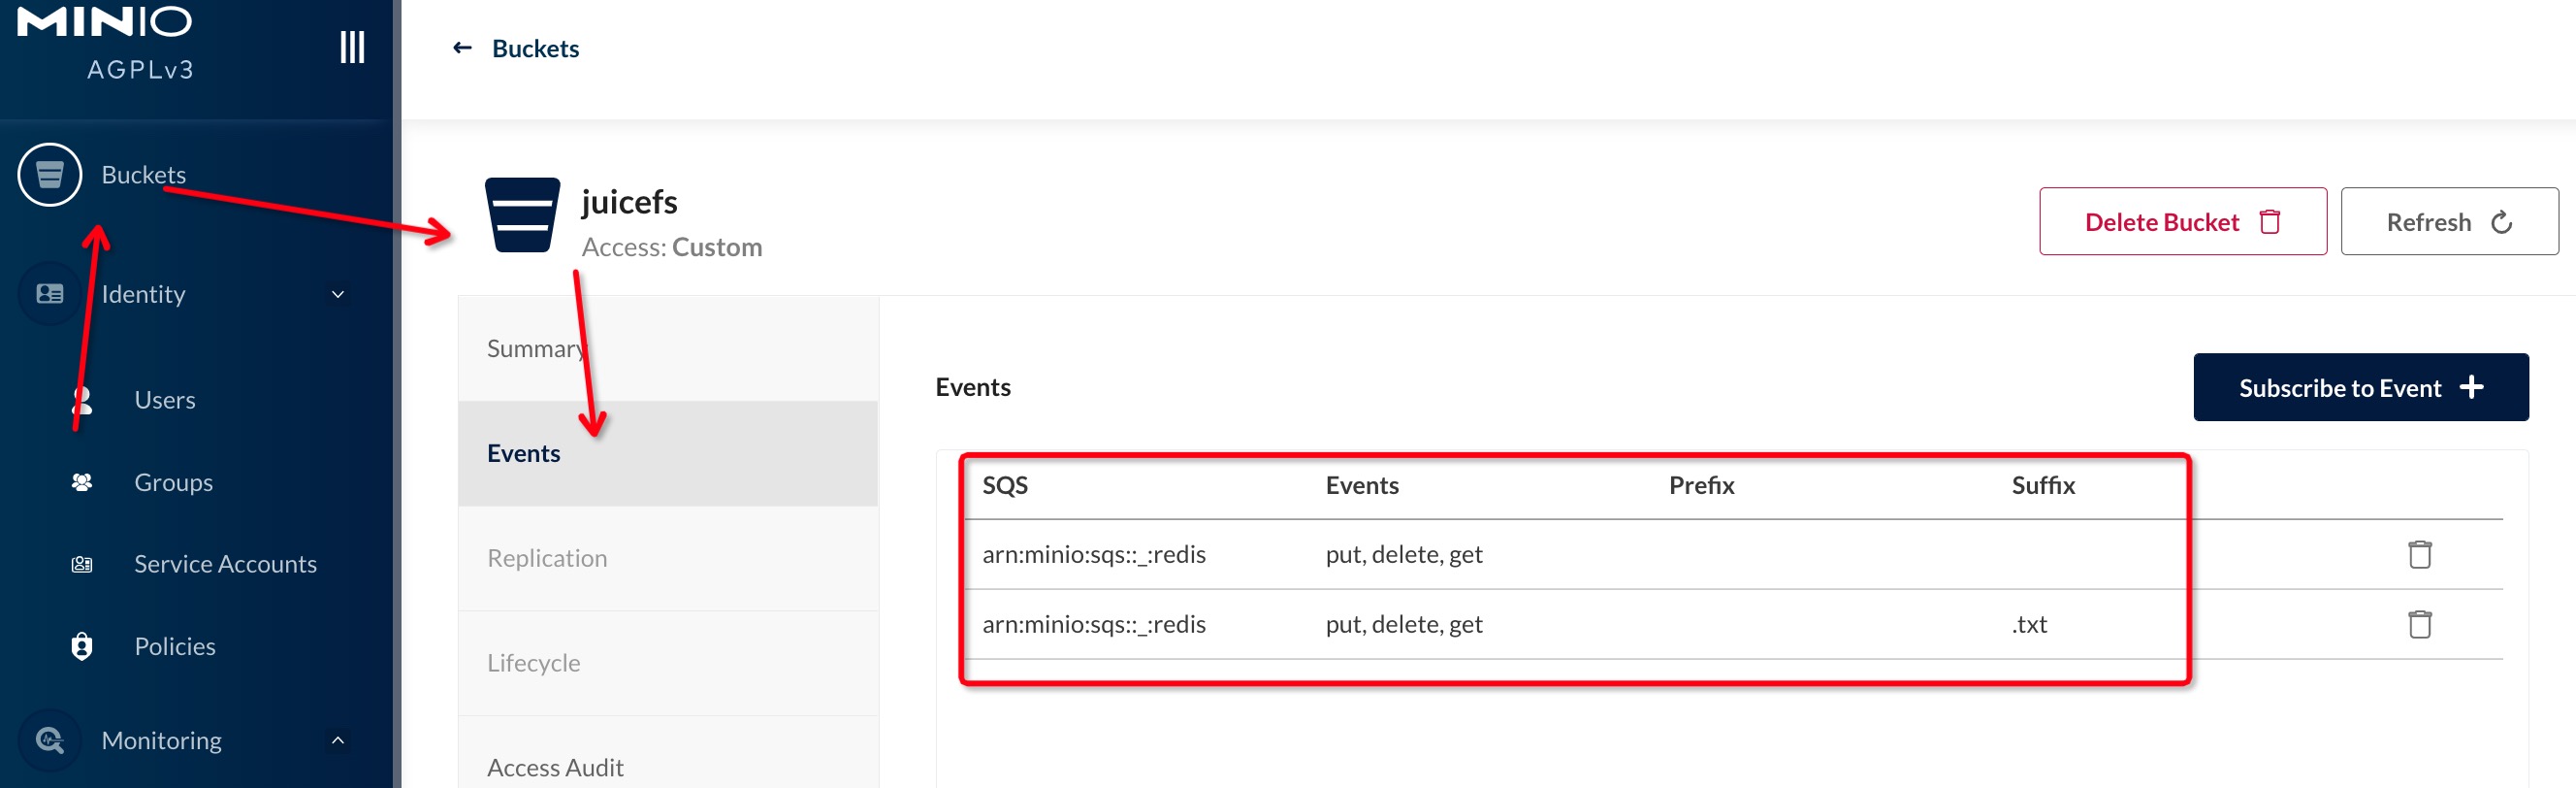 MINIO
AGPLv3
Buckets
Identity
Users
Groups
Service Accounts
Policies
Monitoring
← Buckets
juicefs
Access: Custom
Delete Bucket
Refresh
Summary
Events
Replication
Lifecycle
Access Audit
Events
Subscribe to Event +
SQS Events Prefix Suffix
arn:minio:sqs::_:redis put, delete, get
arn:minio:sqs::_:redis put, delete, get .txt